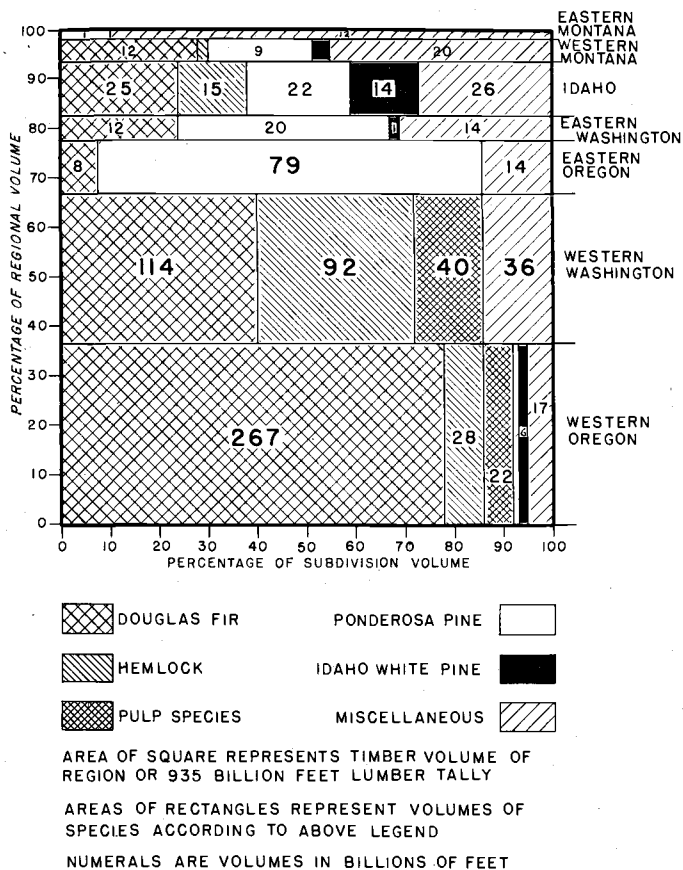 100
90
80
70
60
50
40
30
20
10
0
PERCENTAGE OF REGIONAL VOLUME
1 12
12 9 20
25 15 22 14 26
12 20 1 14
8 79 14
114 92 40 36
267 28 22 6 17
EASTERN
MONTANA
WESTERN
MONTANA
IDAHO
EASTERN
WASHINGTON
EASTERN
OREGON
WESTERN
WASHINGTON
WESTERN
OREGON
0 10 20 30 40 50 60 70 80 90 100
PERCENTAGE OF SUBDIVISION VOLUME
DOUGLAS FIR PONDEROSA PINE
HEMLOCK IDAHO WHITE PINE
PULP SPECIES MISCELLANEOUS
AREA OF SQUARE REPRESENTS TIMBER VOLUME OF
REGION OR 935 BILLION FEET LUMBER TALLY
AREAS OF RECTANGLES REPRESENT VOLUMES OF
SPECIES ACCORDING TO ABOVE LEGEND
NUMERALS ARE VOLUMES IN BILLIONS OF FEET